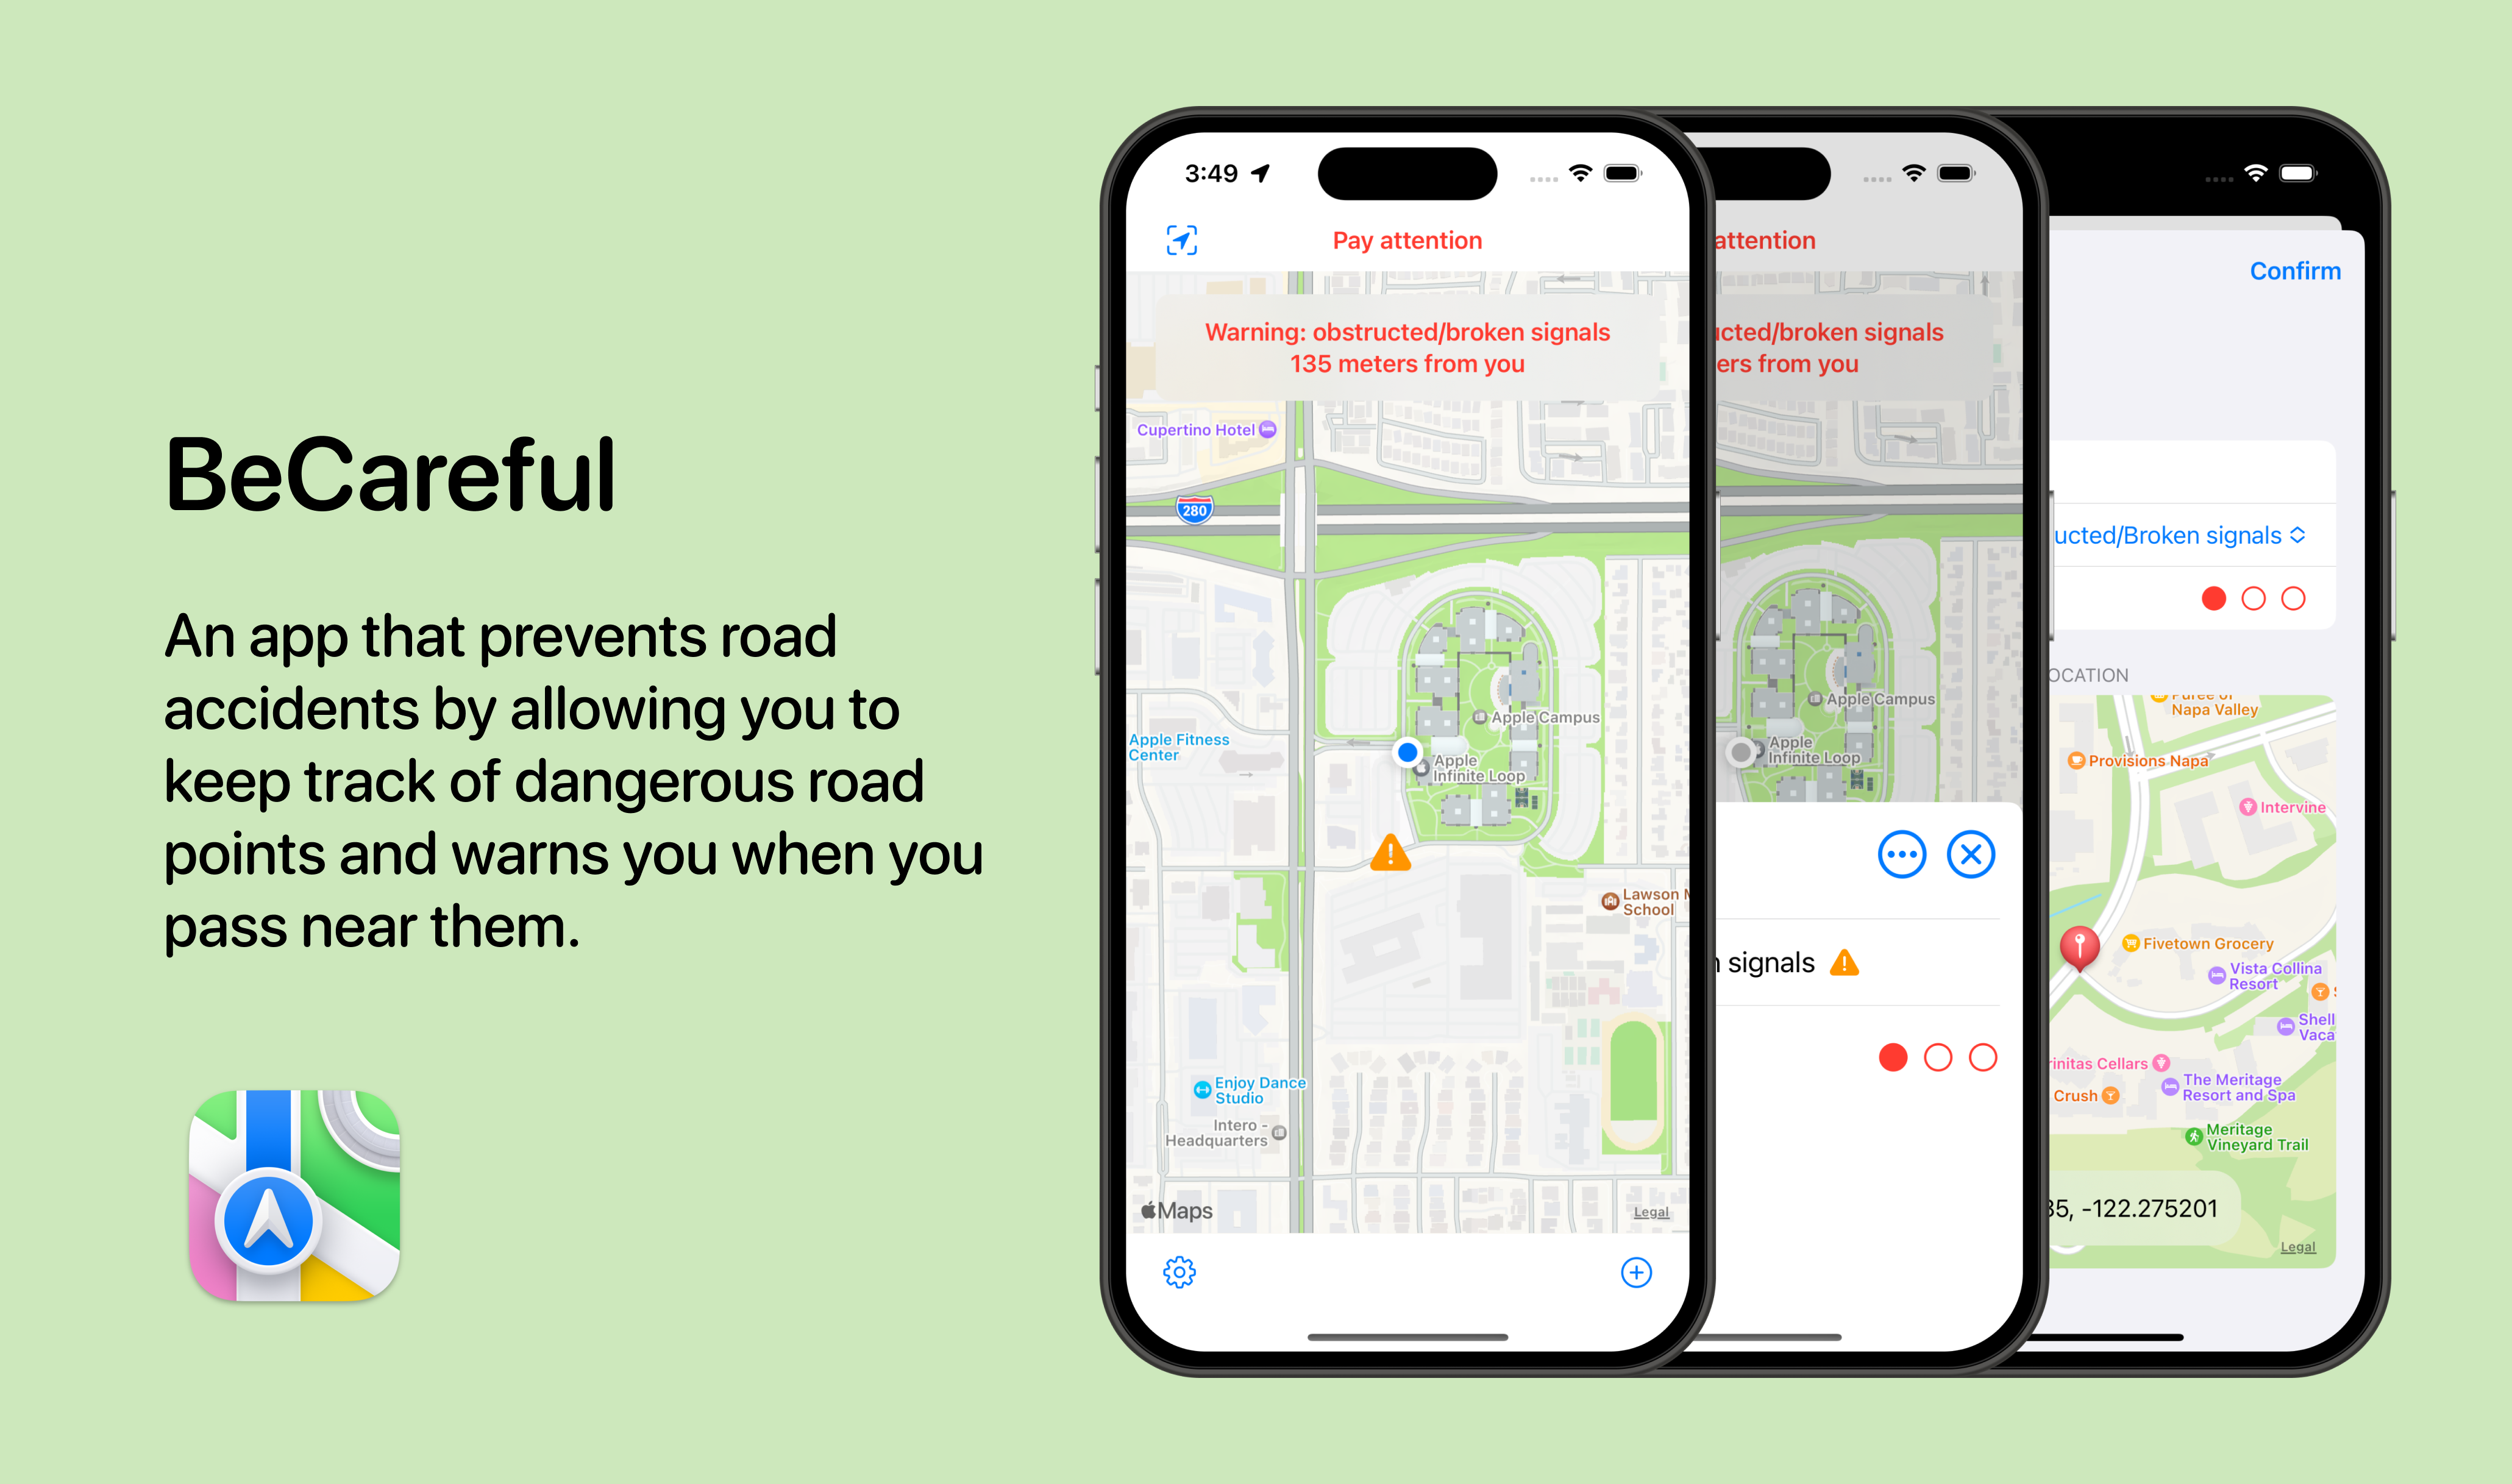 BeCareful
An app that prevents road
accidents by allowing you to
keep track of dangerous road
points and warns you when you
pass near them.
3:49
Pay attention
Warning: obstructed/broken signals
135 meters from you
Cupertino Hotel
280
Apple Campus
Apple Fitness
Center
Apple
Infinite Loop
Lawson M
School
Enjoy Dance
Studio
Intero -
Headquarters
Maps
Legal
attention
ucted/broken signals
ers from you
Apple Campus
Apple
Infinite Loop
n signals
Confirm
ucted/Broken signals
OCATION
Napa Valley
Provisions Napa
Intervine
Fivetown Grocery
Vista Collina
Resort
Shell
Vaca
rinitas Cellars
The Meritage
Resort and Spa
Crush
Meritage
Vineyard Trail
35, -122.275201
Legal